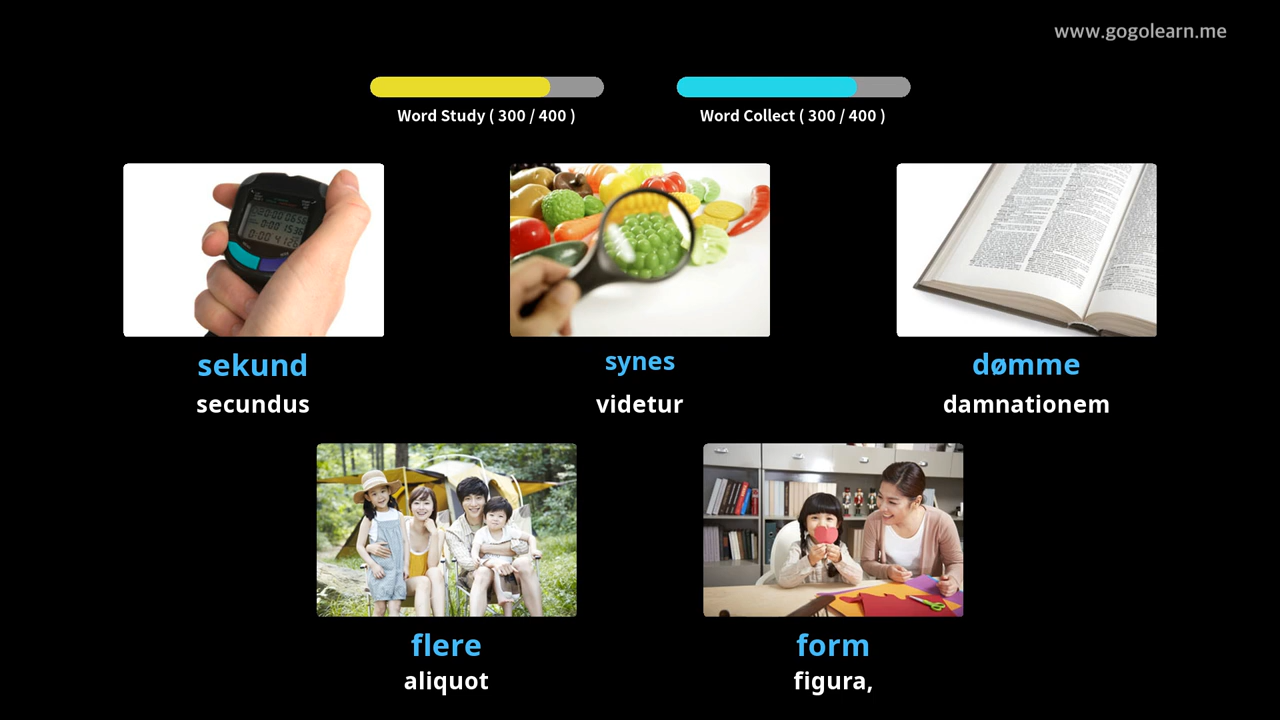 www.gogolearn.me
Word Study ( 300 / 400 )
Word Collect ( 300 / 400 )
sekund
synes
dømme
secundus
videtur
damnationem
flere
form
aliquot
figura,